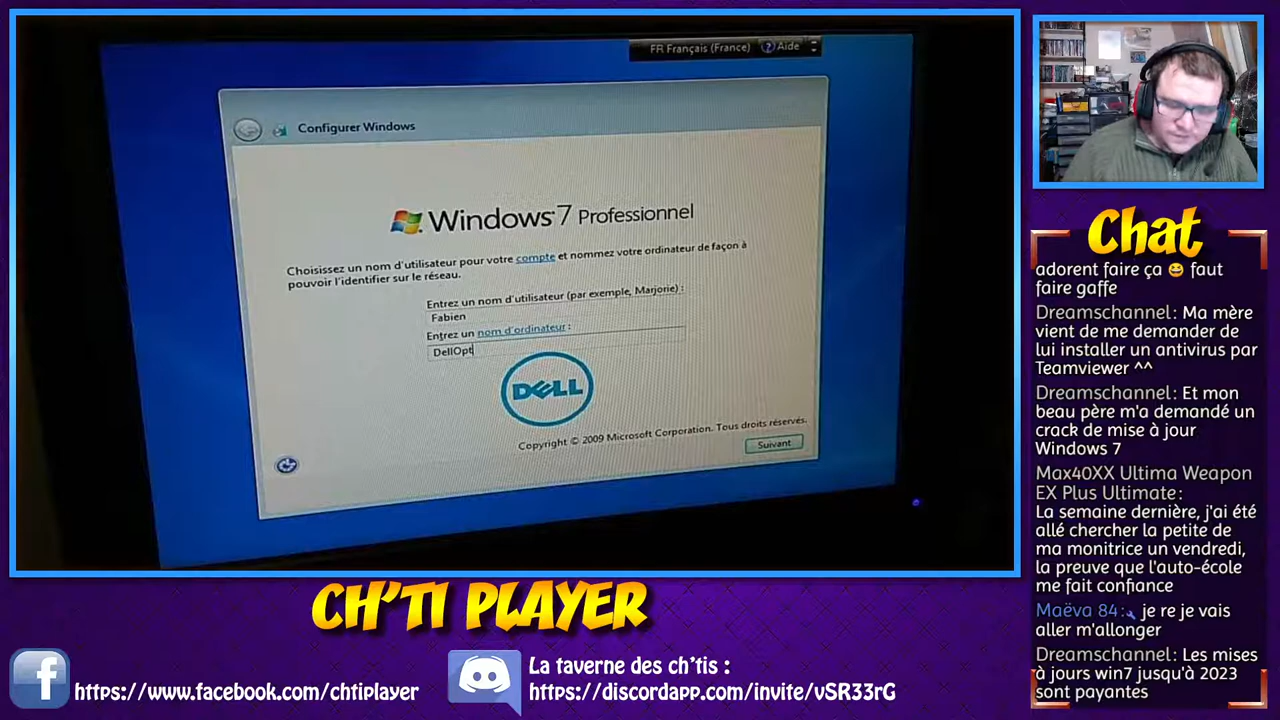 FR Français (France) Aide
Configurer Windows
Windows 7 Professionnel
Choisissez un nom d'utilisateur pour votre compte et nommez votre ordinateur de façon à
pouvoir l'identifier sur le réseau.
Entrez un nom d'utilisateur (par exemple, Marjorie) :
Fabien
Entrez un nom d'ordinateur :
DellOpt
DELL
Copyright © 2009 Microsoft Corporation. Tous droits réservés.
Suivant
CH'TI PLAYER
https://www.facebook.com/chtiplayer
La taverne des ch'tis :
https://discordapp.com/invite/vSR33rG
Chat
adorent faire ça 😆 faut
faire gaffe
Dreamschannel: Ma mère
vient de me demander de
lui installer un antivirus par
Teamviewer ^^
Dreamschannel: Et mon
beau père m'a demandé un
crack de mise à jour
Windows 7
Max40XX Ultima Weapon
EX Plus Ultimate:
La semaine dernière, j'ai été
allé chercher la petite de
ma monitrice un vendredi,
la preuve que l'auto-école
me fait confiance
Maëva 84: je re je vais
aller m'allonger
Dreamschannel: Les mises
à jours win7 jusqu'à 2023
sont payantes